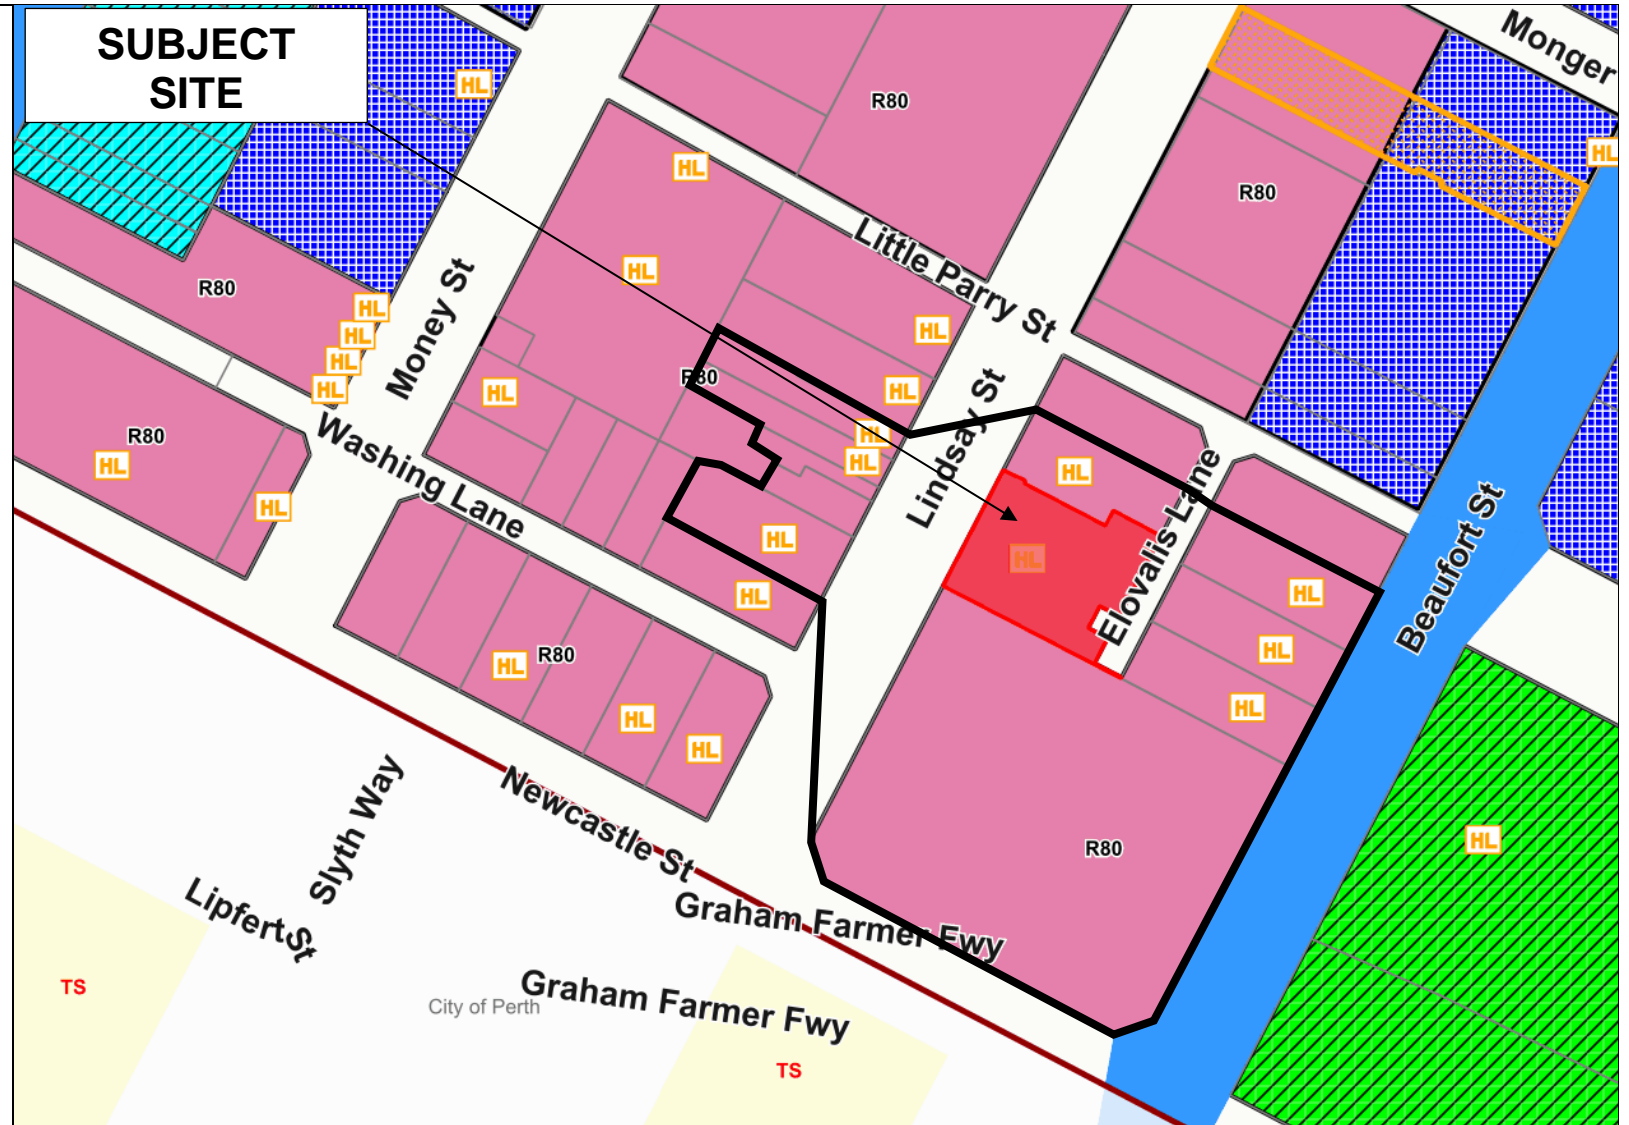 SUBJECT
SITE
Monger
HL
R80
HL
HL
R80
HL
Little Parry St
R80
HL
HL
HL
HL
HL
Money St
HL
R80
HL
HL
Lindsay St
HL
HL
R80
HL
HL
Washing Lane
HL
HL
HL
Elovalis Lane
Beaufort St
HL
HL
HL
HL
R80
HL
HL
HL
HL
Newcastle St
Slyth Way
R80
HL
Lipfert St
Graham Farmer Fwy
TS
City of Perth
Graham Farmer Fwy
TS